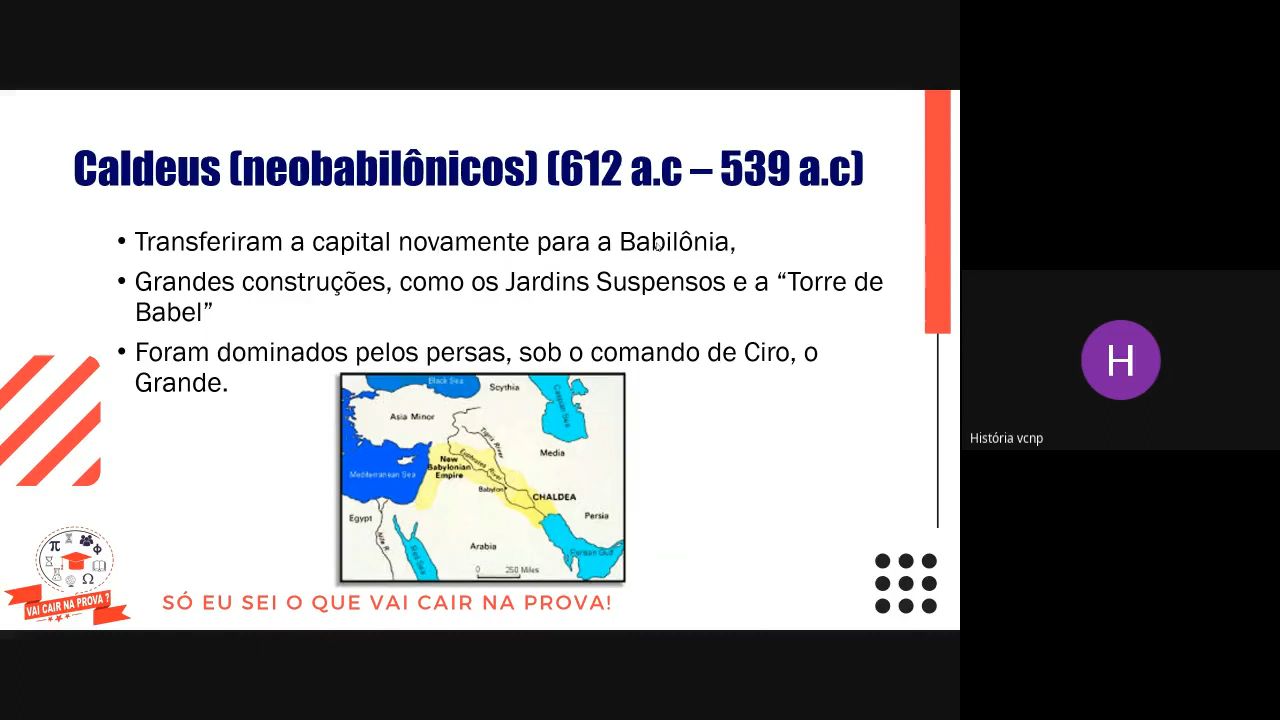 Caldeus (neobabilônicos) (612 a.c – 539 a.c)
• Transferiram a capital novamente para a Babilônia,
• Grandes construções, como os Jardins Suspensos e a “Torre de
Babel”
• Foram dominados pelos persas, sob o comando de Ciro, o
Grande.
Black Sea
Scythia
Caspian Sea
Asia Minor
Tigris River
Media
Euphrates River
New
Babylonian
Empire
Mediterranean Sea
Babylon
CHALDEA
Egypt
Persia
Nile R.
Arabia
Red Sea
Persian Gulf
0 250 Miles
π
Φ
Ω
VAI CAIR NA PROVA ?
SÓ EU SEI O QUE VAI CAIR NA PROVA!
H
História vcnp